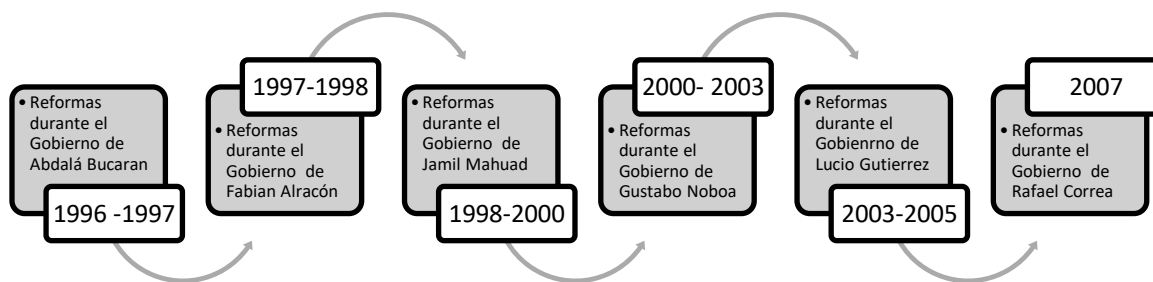 • Reformas
durante el
Gobierno de
Abdalá Bucaran
1996 -1997
1997-1998
• Reformas
durante el
Gobierno de
Fabian Alracón
• Reformas
durante el
Gobierno de
Jamil Mahuad
1998-2000
2000- 2003
• Reformas
durante el
Gobierno de
Gustabo Noboa
• Reformas
durante el
Gobienrno de
Lucio Gutierrez
2003-2005
2007
• Reformas
durante el
Gobierno de
Rafael Correa